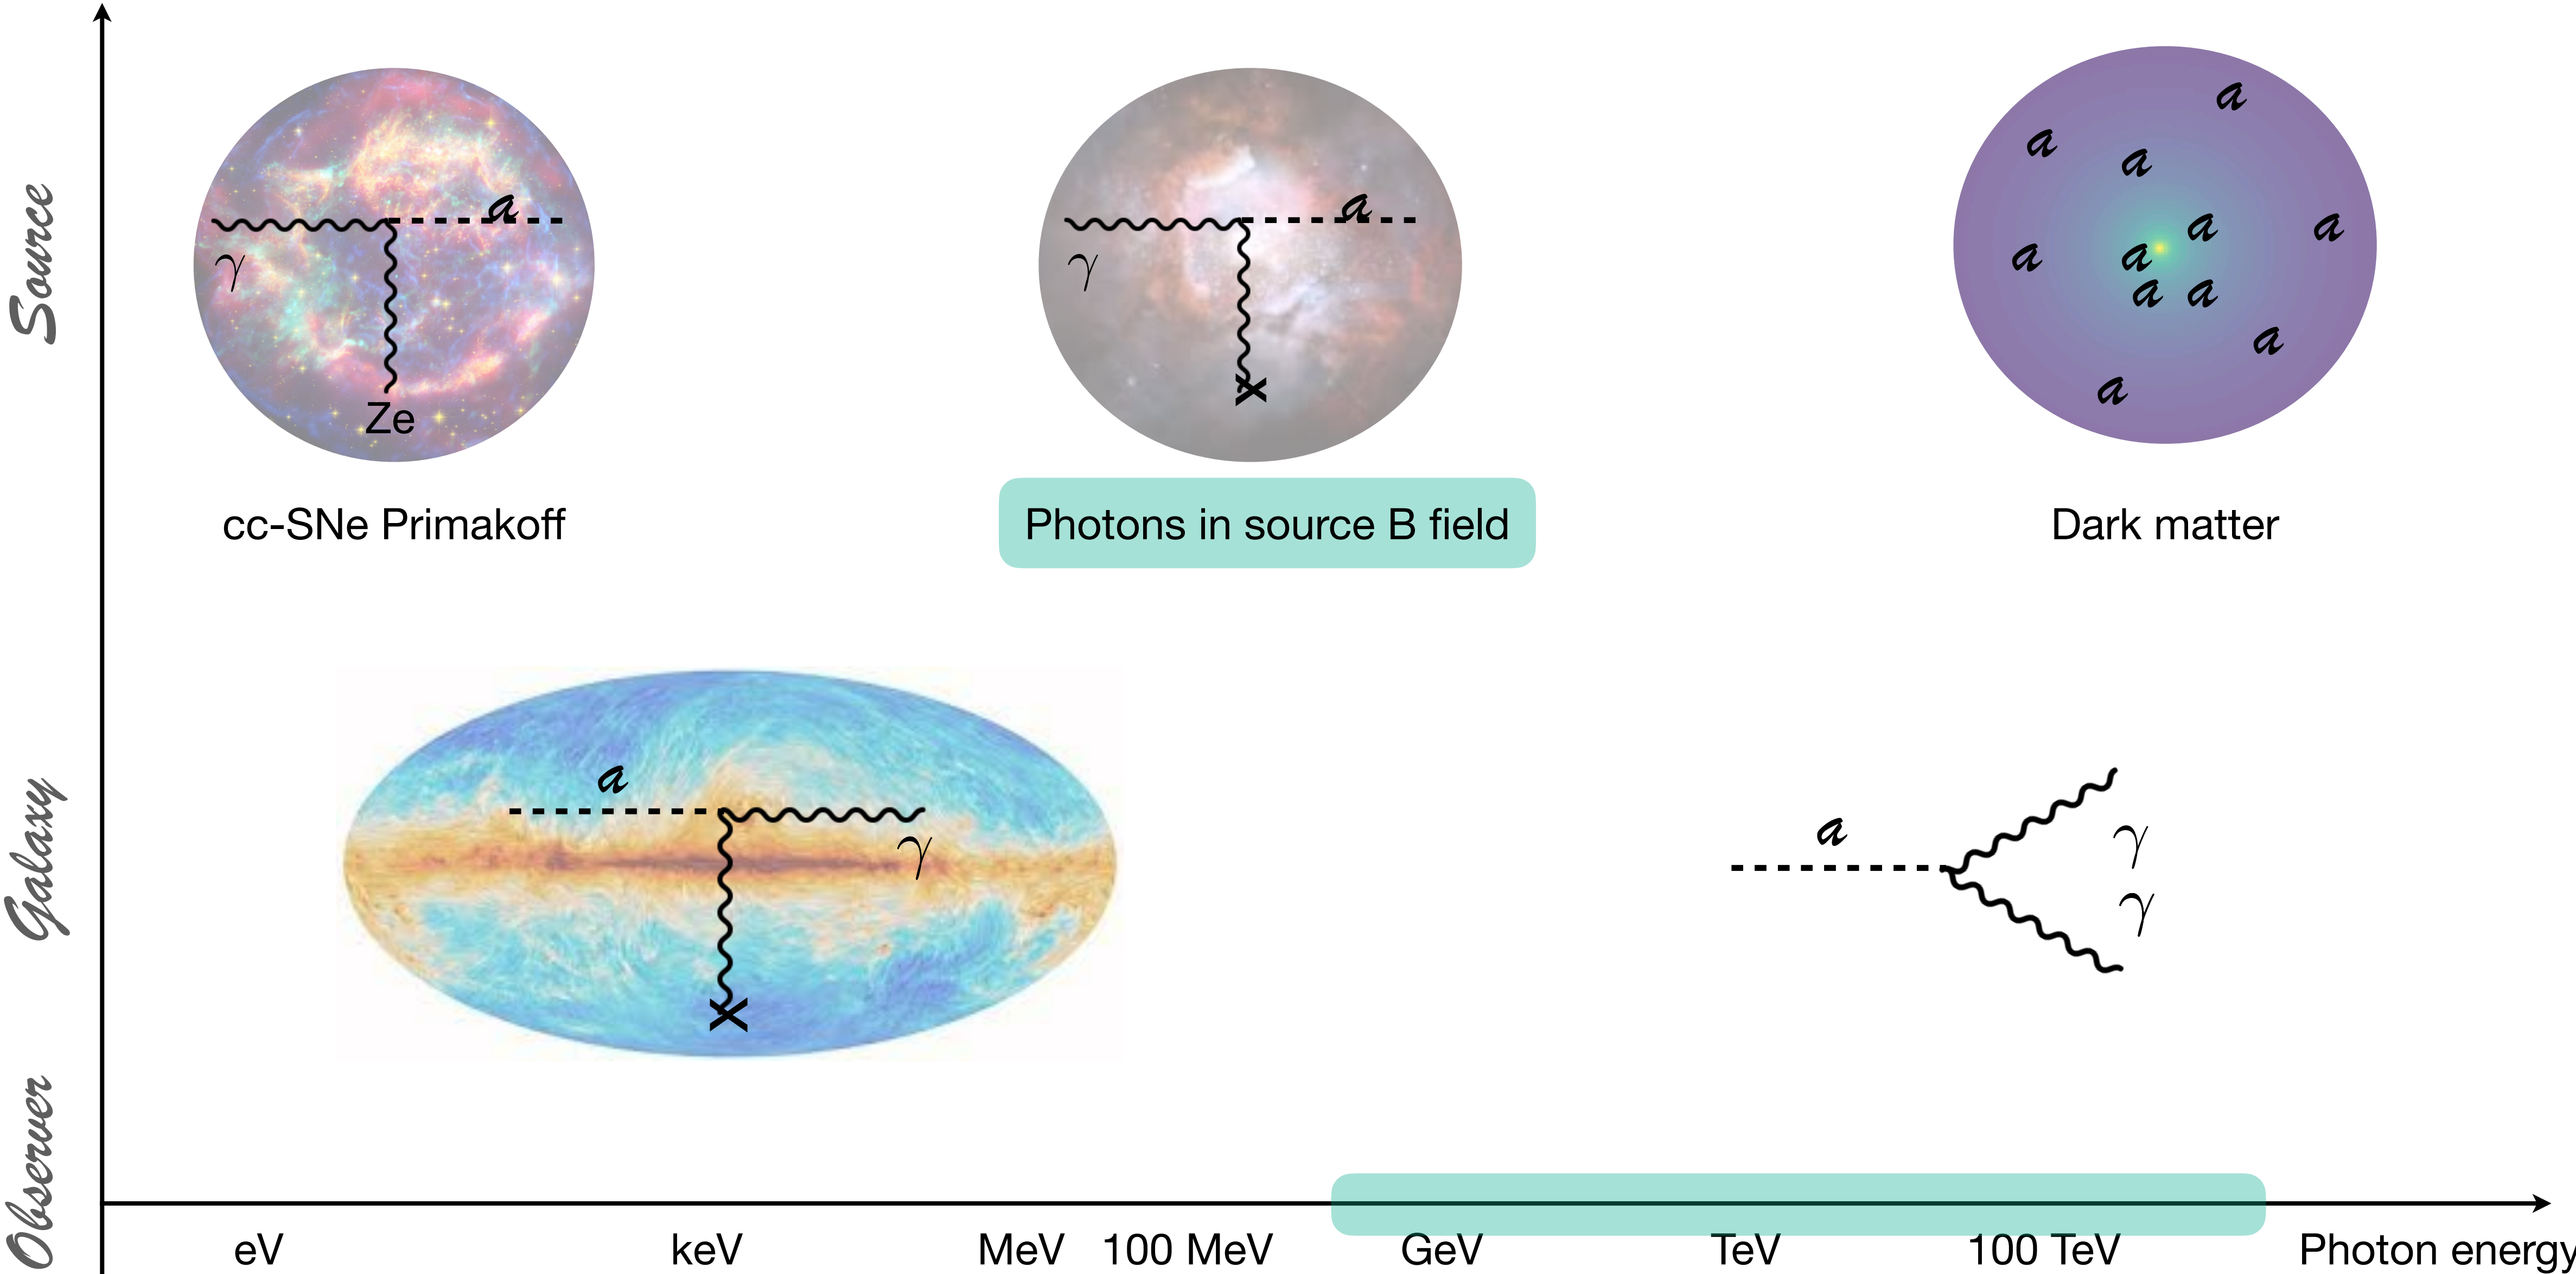 Source
a
γ
Ze
cc-SNe Primakoff
a
γ
x
Photons in source B field
a
a
a
a
a
a
a
a
a
a
a
Dark matter
Galaxy
a
γ
x
a
γ
γ
Observer
eV
keV
MeV
100 MeV
GeV
TeV
100 TeV
Photon energy